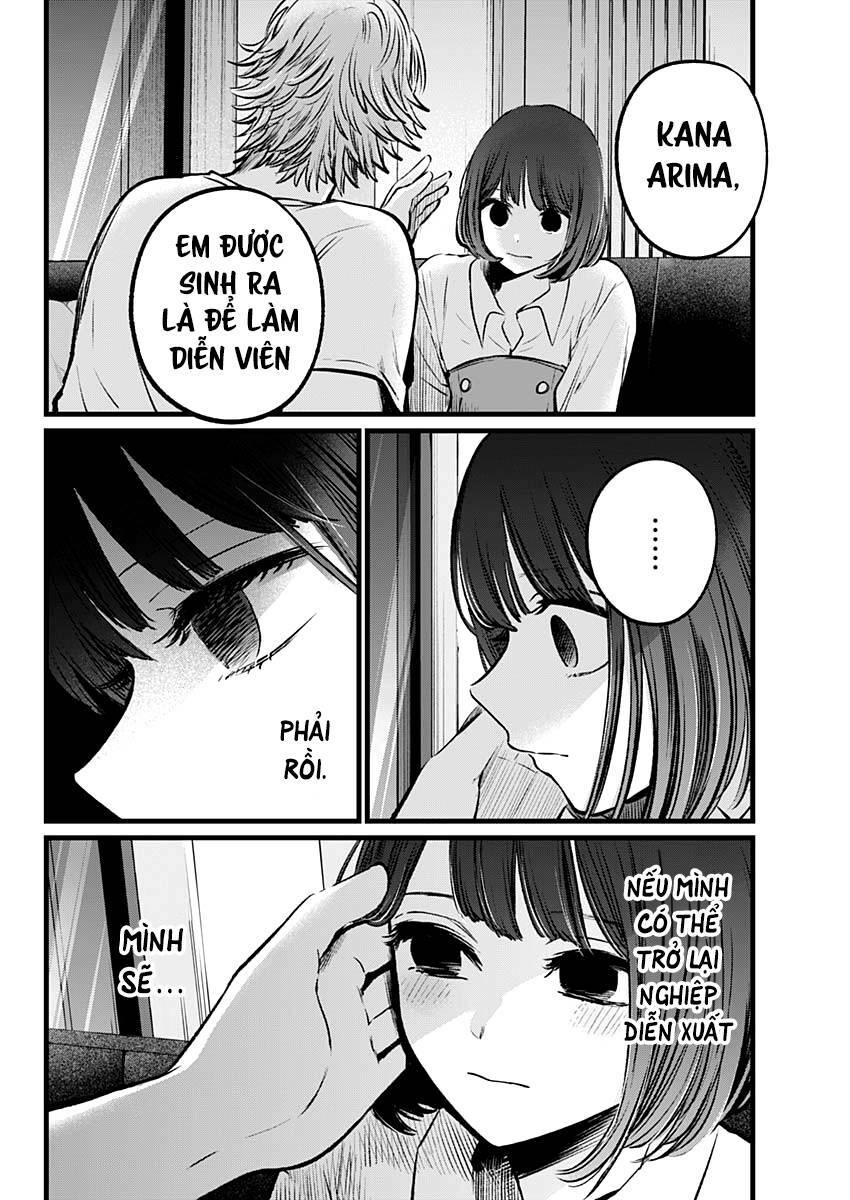 KANA
ARIMA,
EM ĐƯỢC
SINH RA
LÀ ĐỂ LÀM
DIỄN VIÊN
......
PHẢI
RỒI.
NẾU MÌNH
CÓ THỂ
TRỞ LẠI
NGHIỆP
DIỄN XUẤT
MÌNH
SẼ...